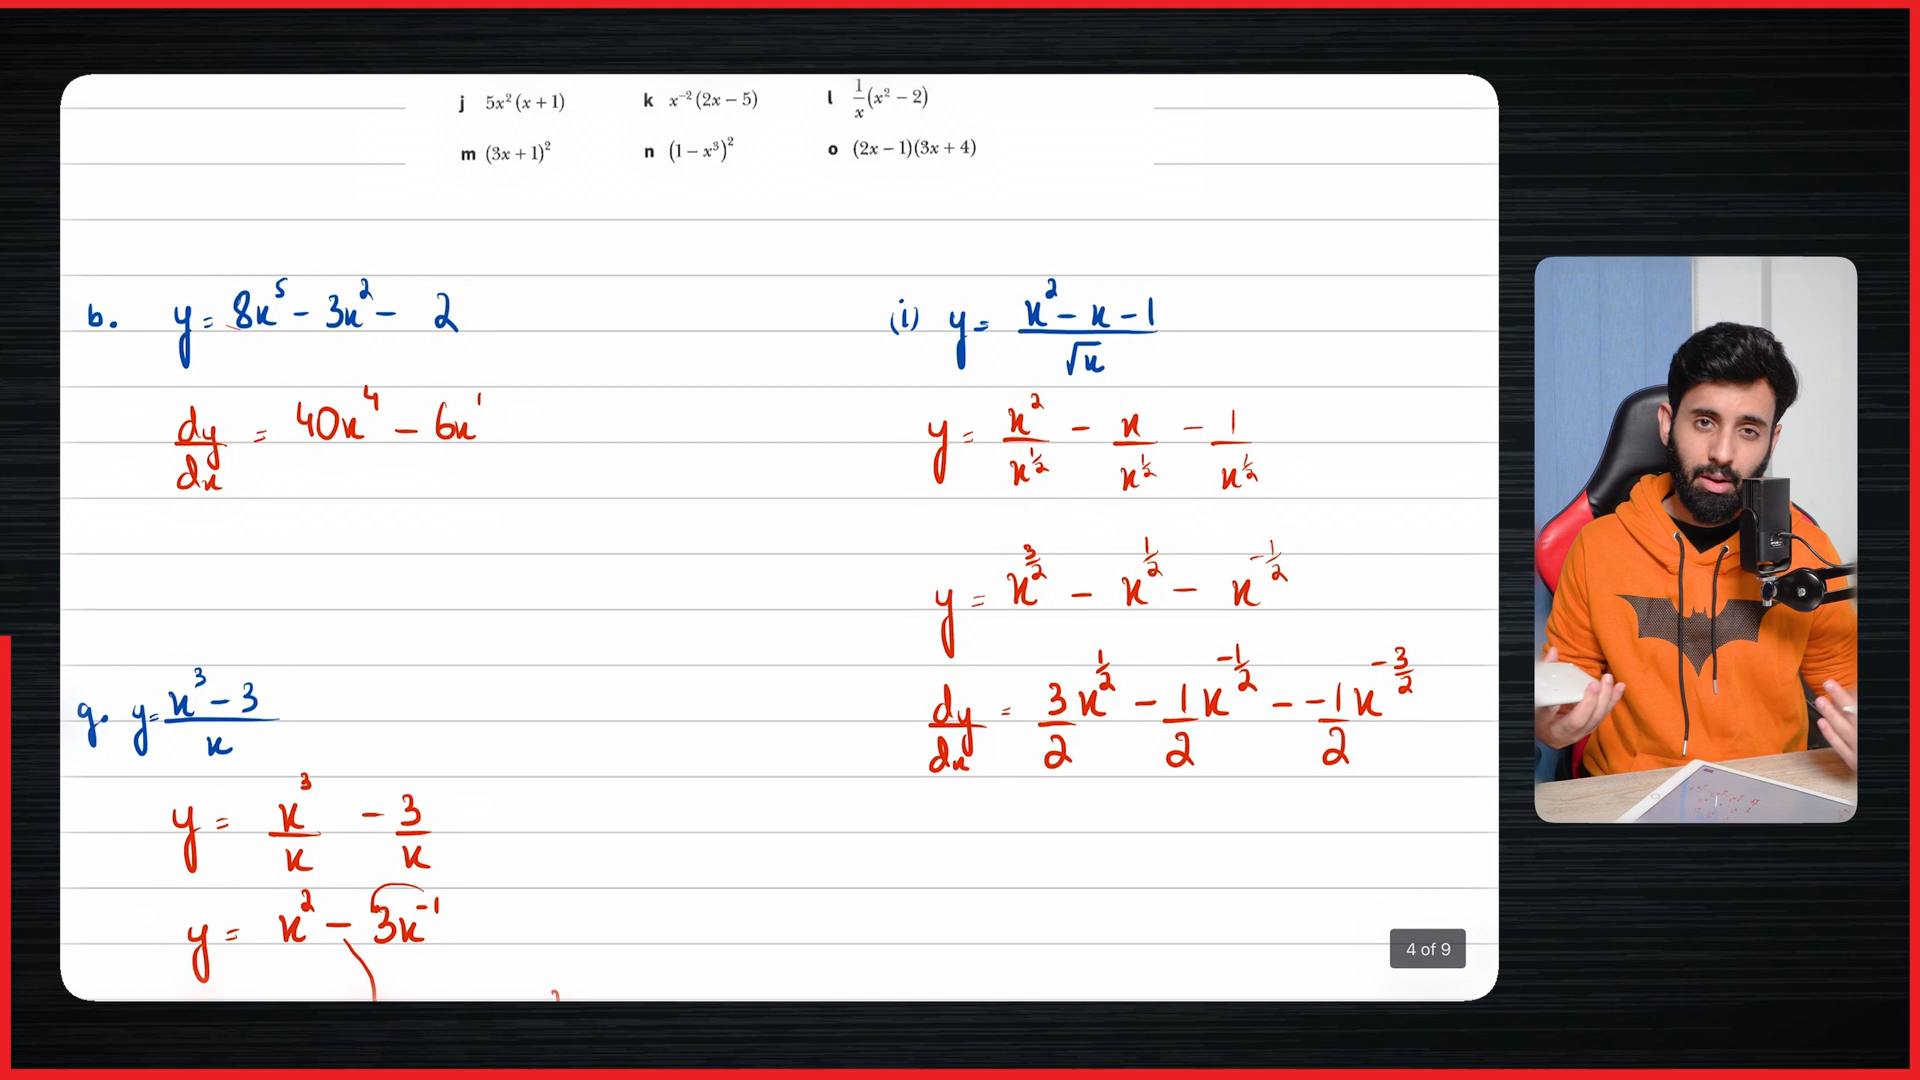 j 5x² (x + 1) k x⁻² (2x − 5) l 1/x (x² − 2)
m (3x + 1)² n (1 − x³)² o (2x − 1)(3x + 4)
b. y = 8x⁵ − 3x² − 2
dy/dx = 40x⁴ − 6x¹
g. y = (x³ − 3)/x
y = x³/x − 3/x
y = x² − 3x⁻¹
(i) y = (x² − x − 1)/√x
y = x²/x^(1/2) − x/x^(1/2) − 1/x^(1/2)
y = x^(3/2) − x^(1/2) − x^(−1/2)
dy/dx = 3/2 x^(1/2) − 1/2 x^(−1/2) − −1/2 x^(−3/2)
4 of 9